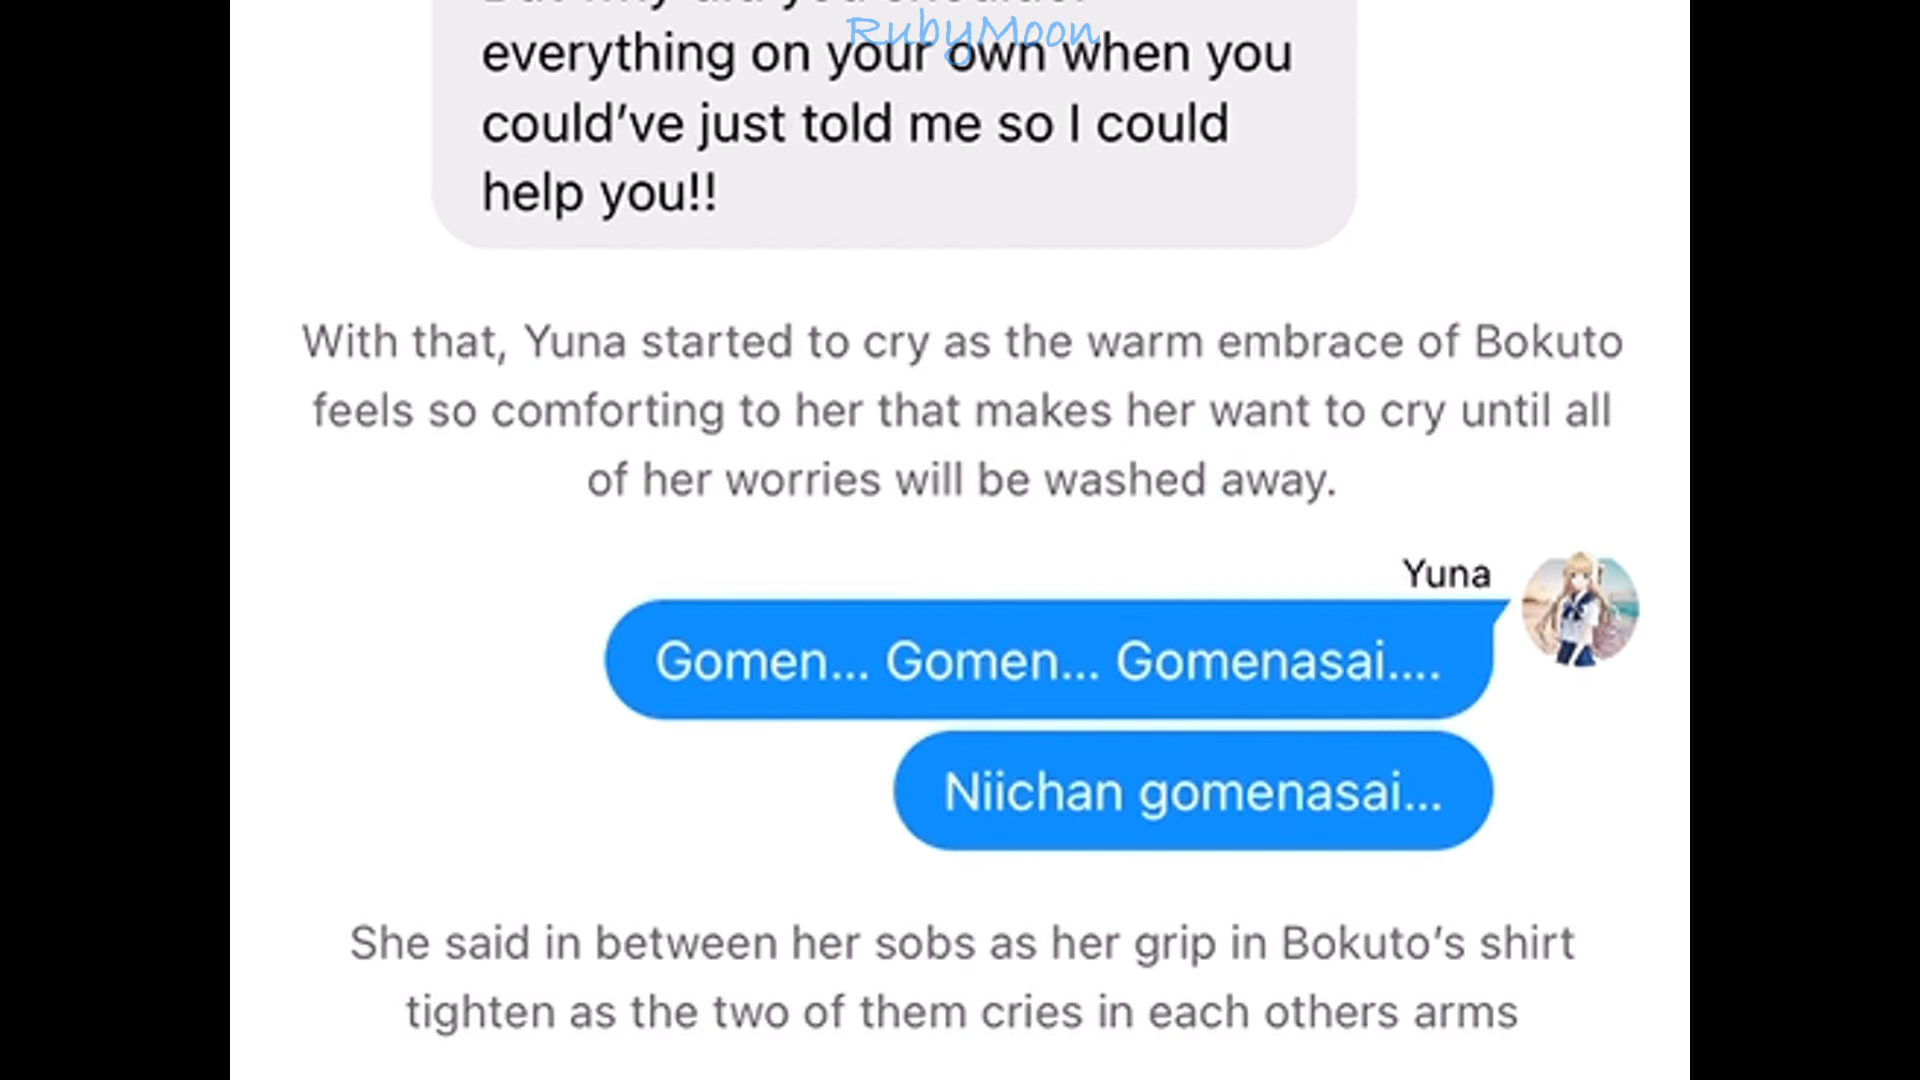 RubyMoon
everything on your own when you
could've just told me so I could
help you!!
With that, Yuna started to cry as the warm embrace of Bokuto
feels so comforting to her that makes her want to cry until all
of her worries will be washed away.
Yuna
Gomen... Gomen... Gomenasai....
Niichan gomenasai...
She said in between her sobs as her grip in Bokuto's shirt
tighten as the two of them cries in each others arms